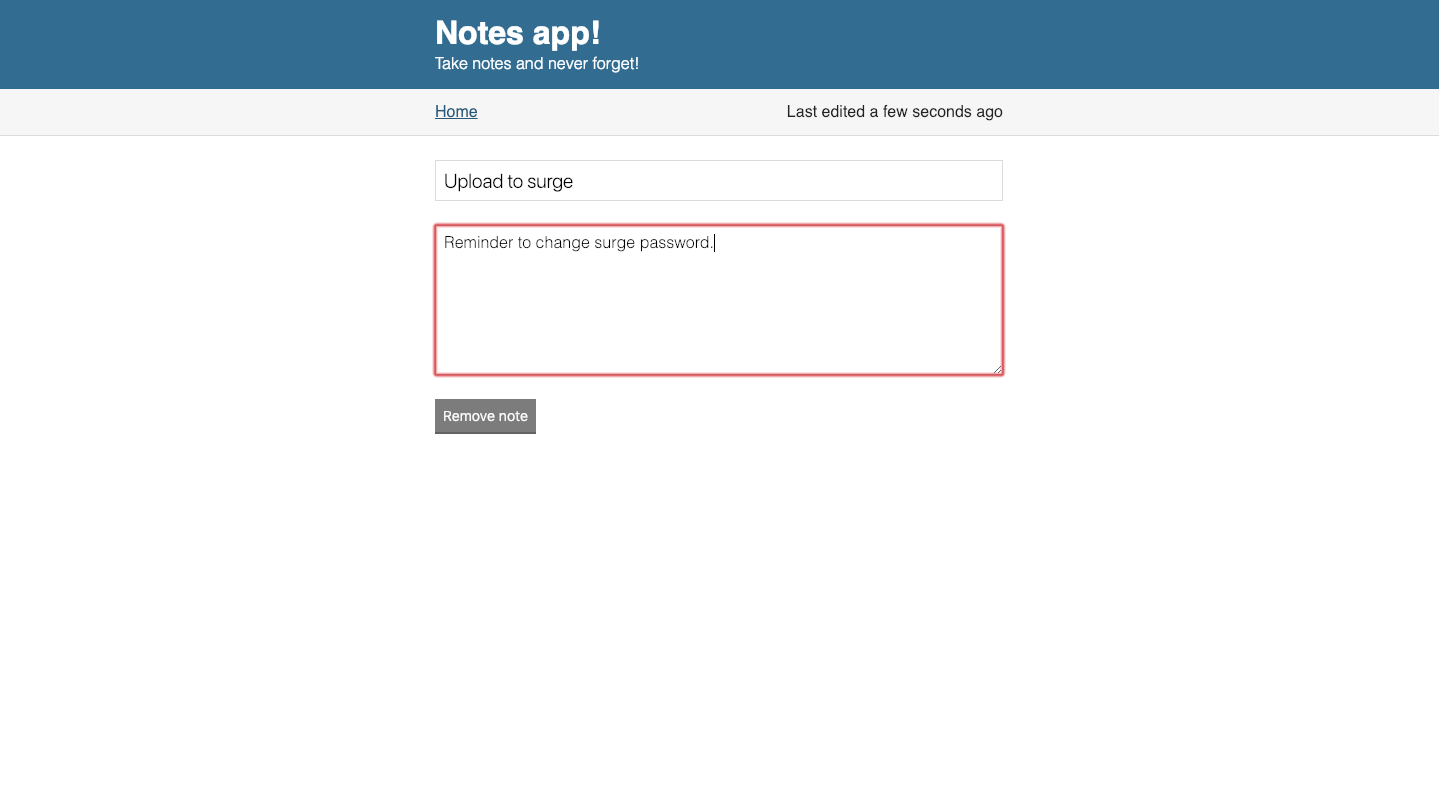 Notes app!
Take notes and never forget!
Home
Last edited a few seconds ago
Upload to surge
Reminder to change surge password.
Remove note